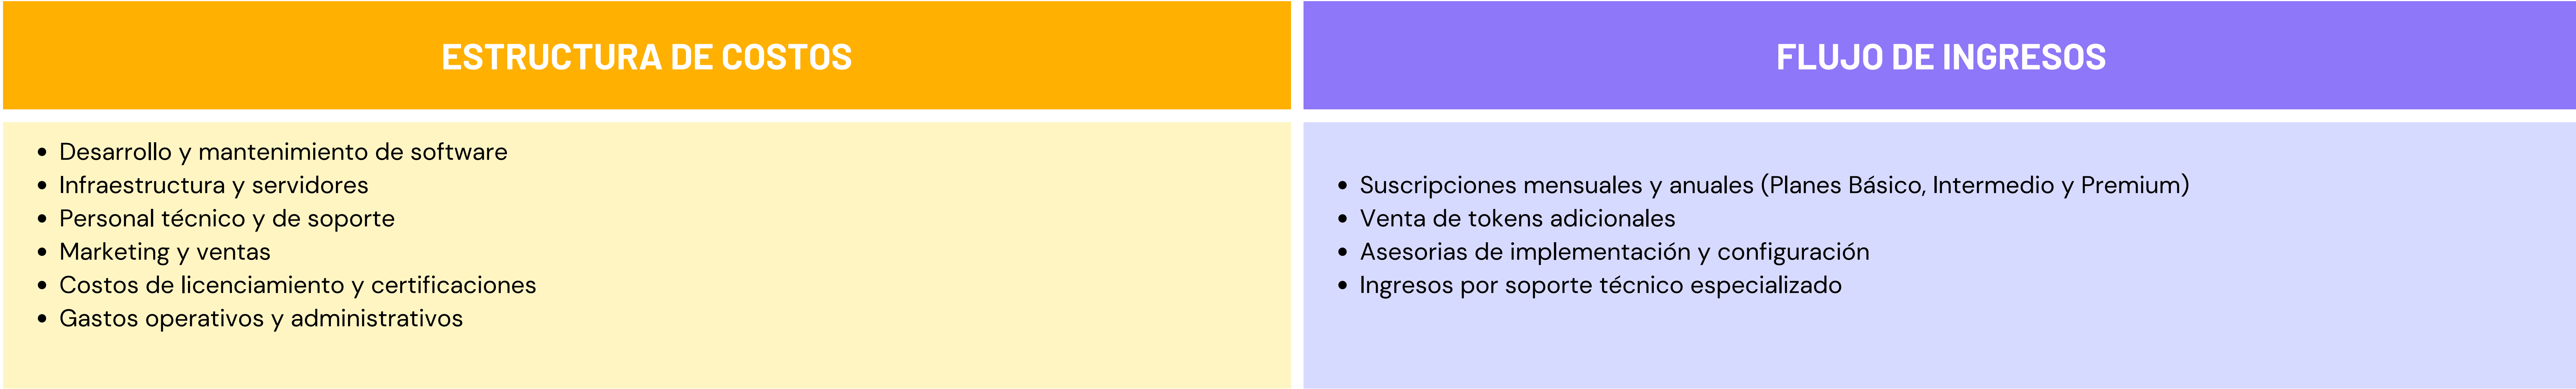 ESTRUCTURA DE COSTOS
• Desarrollo y mantenimiento de software
• Infraestructura y servidores
• Personal técnico y de soporte
• Marketing y ventas
• Costos de licenciamiento y certificaciones
• Gastos operativos y administrativos
FLUJO DE INGRESOS
• Suscripciones mensuales y anuales (Planes Básico, Intermedio y Premium)
• Venta de tokens adicionales
• Asesorias de implementación y configuración
• Ingresos por soporte técnico especializado